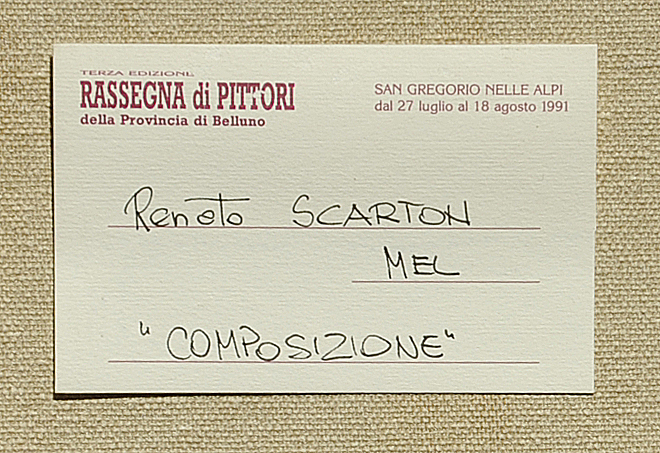 TERZA EDIZIONE
RASSEGNA di PITTORI
della Provincia di Belluno
SAN GREGORIO NELLE ALPI
dal 27 luglio al 18 agosto 1991
Renato SCARTON
MEL
"COMPOSIZIONE"